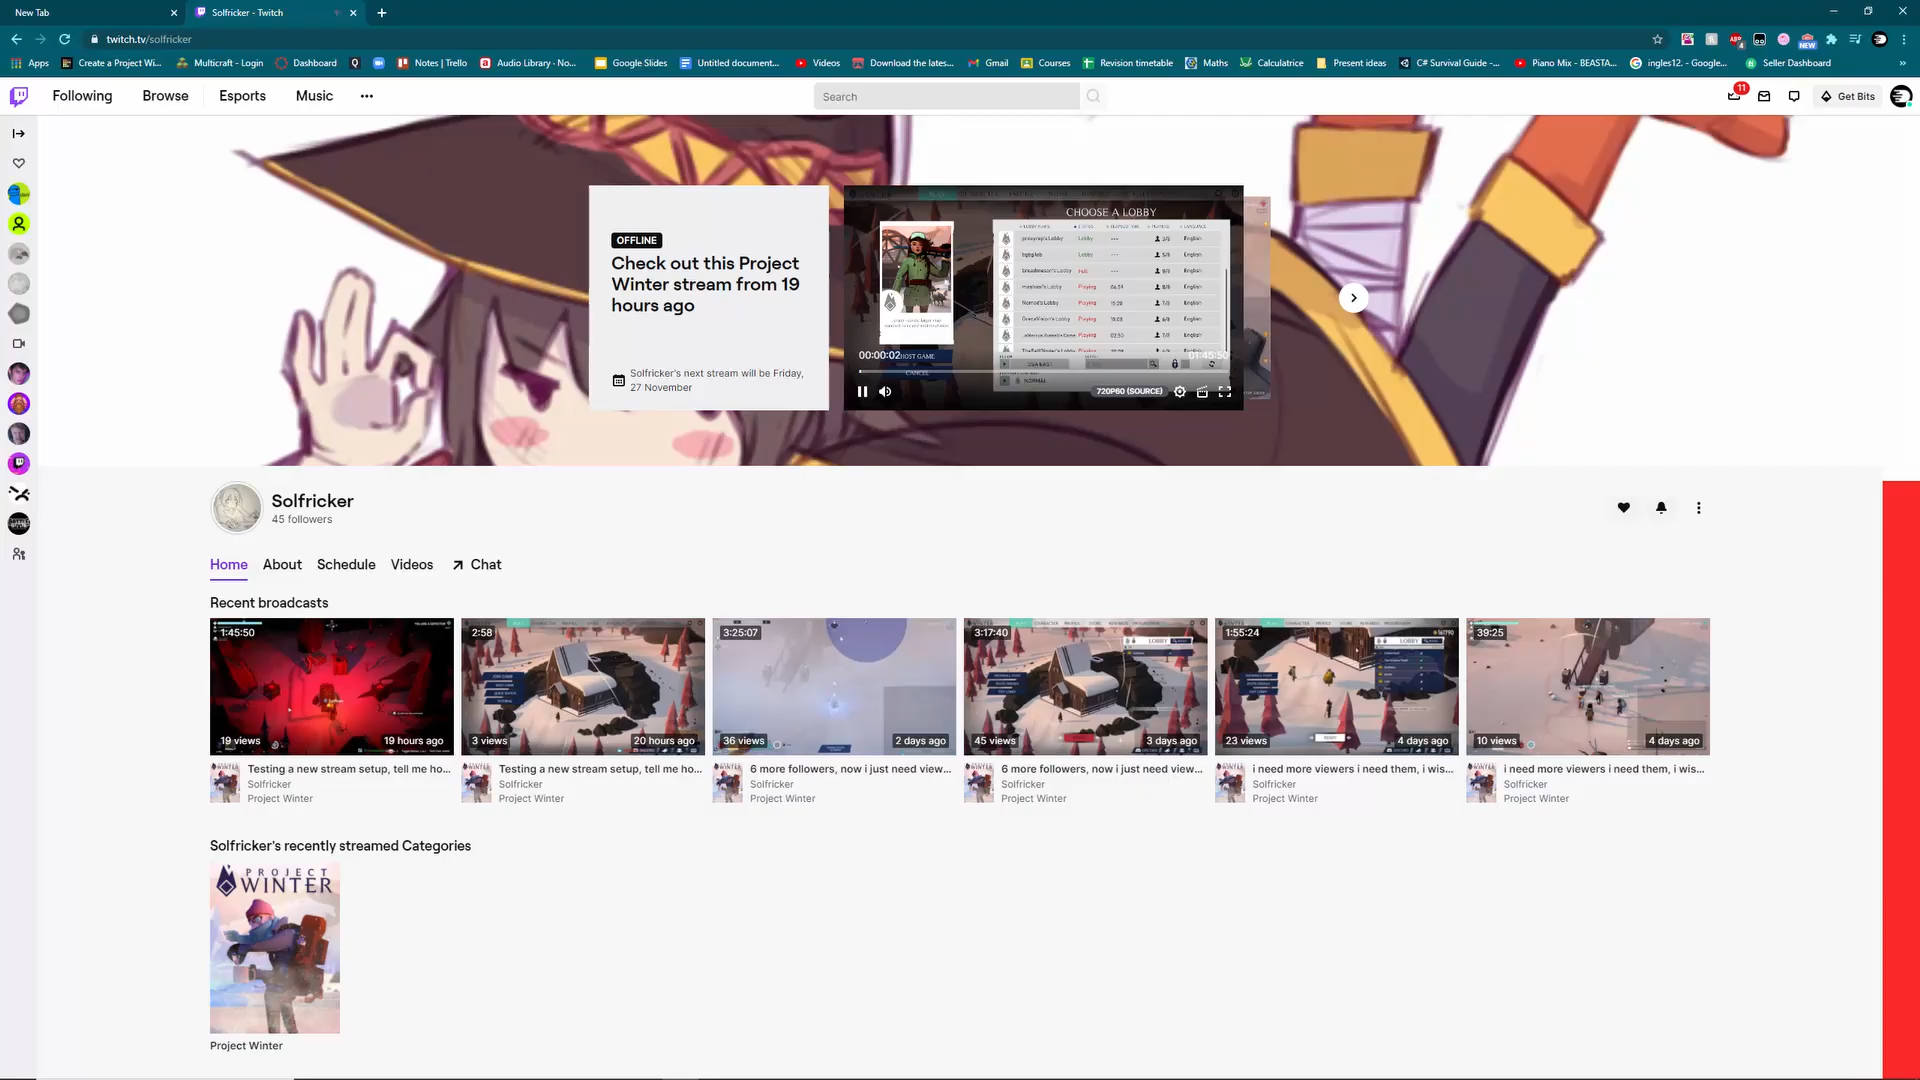 New Tab
Solfricker - Twitch
twitch.tv/solfricker
Apps
Create a Project Wi...
Multicraft - Login
Dashboard
Notes | Trello
Audio Library - No...
Google Slides
Untitled document...
Videos
Download the lates...
Gmail
Courses
Revision timetable
Maths
Calculatrice
Present ideas
C# Survival Guide -...
Piano Mix - BEASTA...
ingles12. - Google...
Seller Dashboard
NEW
Following
Browse
Esports
Music
Search
11
Get Bits
OFFLINE
Check out this Project
Winter stream from 19
hours ago
Solfricker's next stream will be Friday,
27 November
CHOOSE A LOBBY
00:00:02
HOST GAME
CANCEL
01:45:50
NORMAL
720P60 (SOURCE)
Solfricker
45 followers
Home
About
Schedule
Videos
Chat
Recent broadcasts
1:45:50
19 views
19 hours ago
Testing a new stream setup, tell me ho...
Solfricker
Project Winter
2:58
3 views
20 hours ago
Testing a new stream setup, tell me ho...
Solfricker
Project Winter
3:25:07
36 views
2 days ago
6 more followers, now i just need view...
Solfricker
Project Winter
3:17:40
45 views
3 days ago
6 more followers, now i just need view...
Solfricker
Project Winter
1:55:24
23 views
4 days ago
i need more viewers i need them, i wis...
Solfricker
Project Winter
39:25
10 views
4 days ago
i need more viewers i need them, i wis...
Solfricker
Project Winter
Solfricker's recently streamed Categories
PROJECT
WINTER
Project Winter